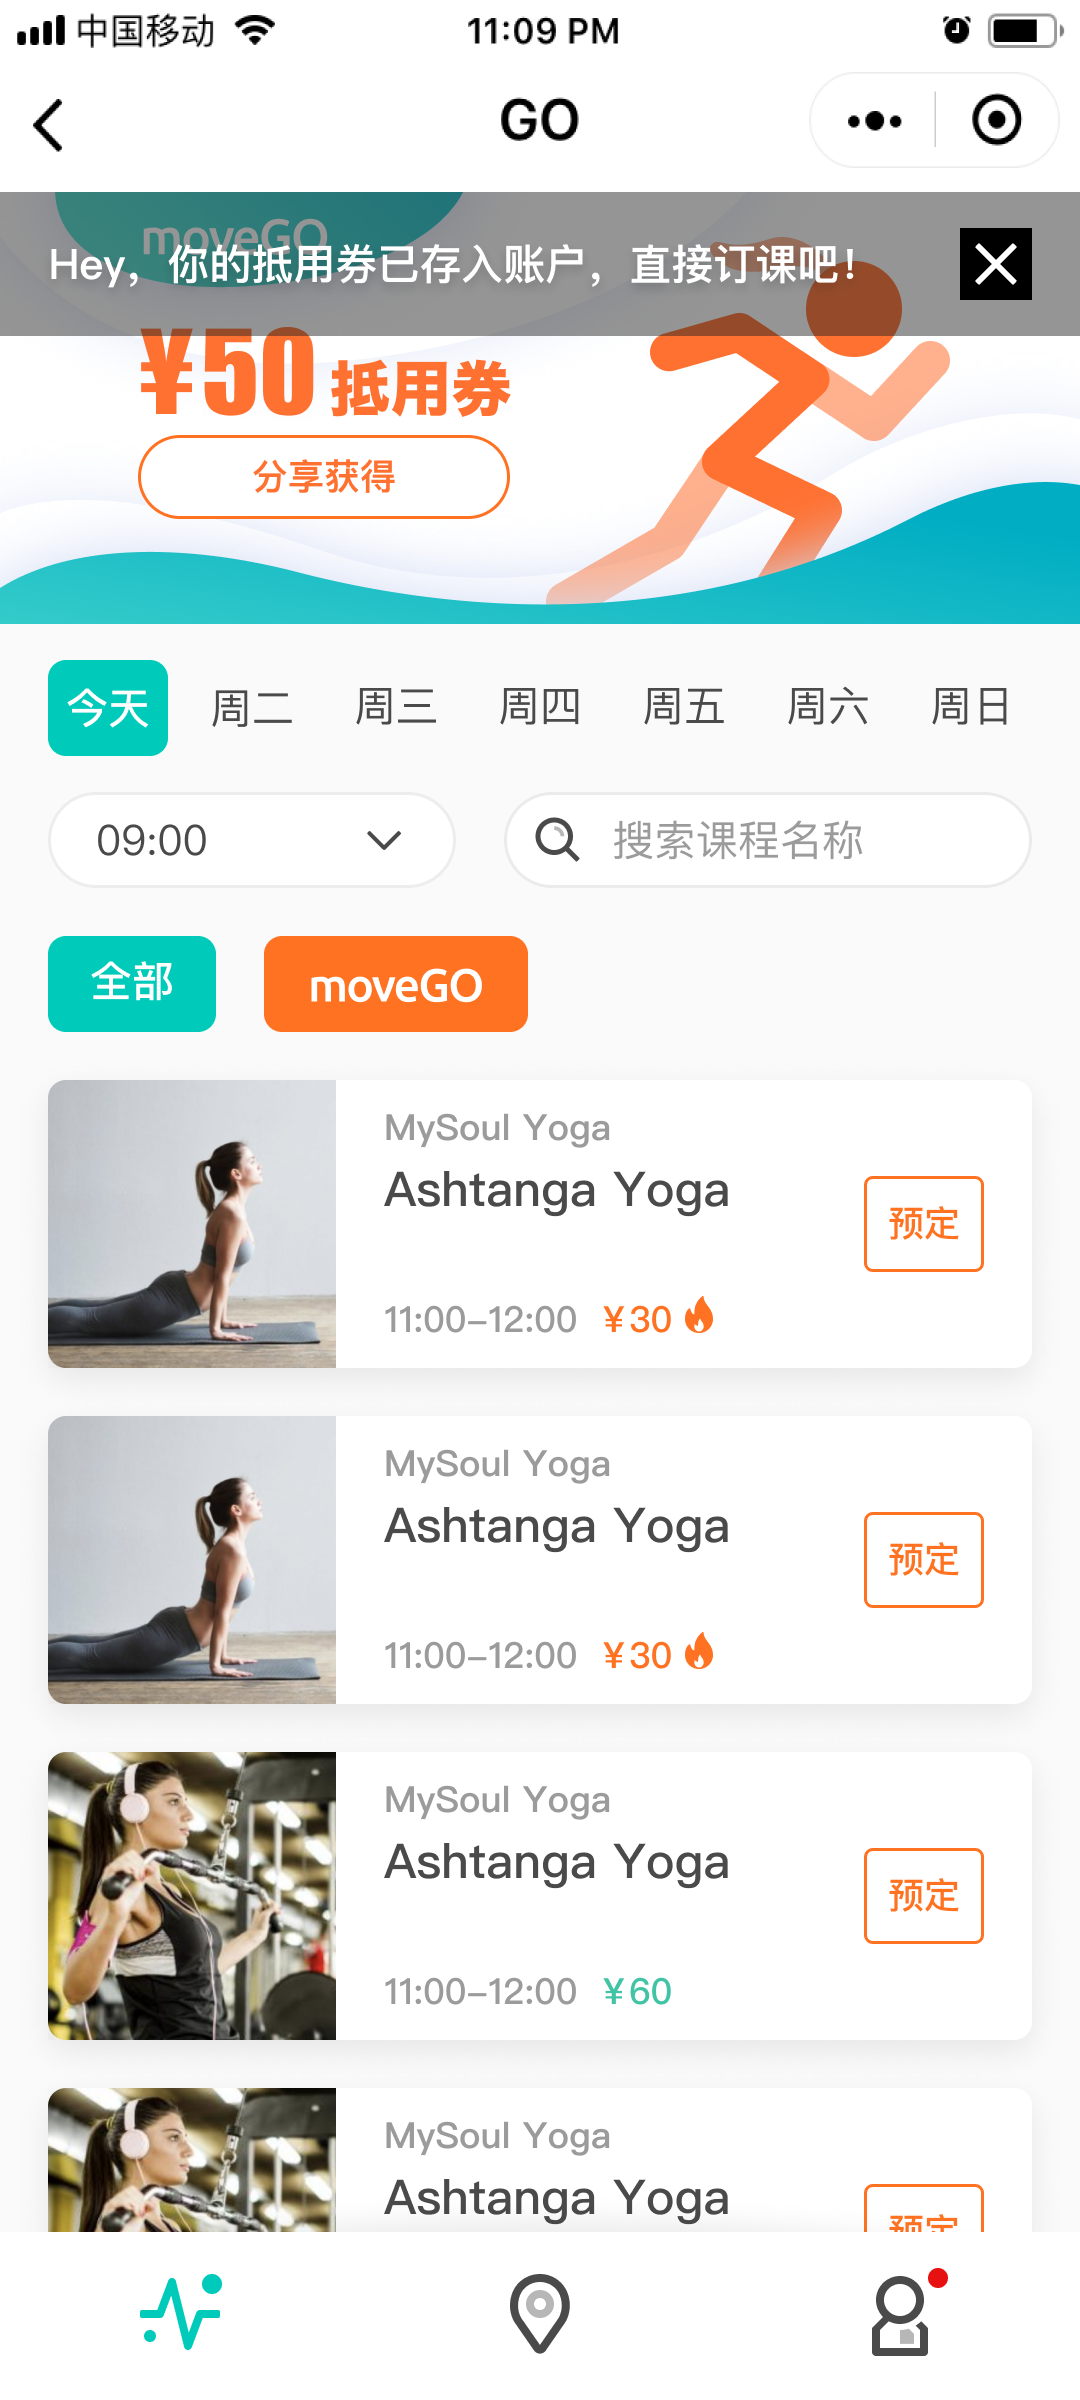 中国移动
11:09 PM
GO
moveGO
Hey，你的抵用券已存入账户，直接订课吧！
¥50 抵用券
分享获得
今天 周二 周三 周四 周五 周六 周日
09:00
搜索课程名称
全部
moveGO
MySoul Yoga
Ashtanga Yoga
预定
11:00–12:00 ¥30
MySoul Yoga
Ashtanga Yoga
预定
11:00–12:00 ¥30
MySoul Yoga
Ashtanga Yoga
预定
11:00–12:00 ¥60
MySoul Yoga
Ashtanga Yoga
预定